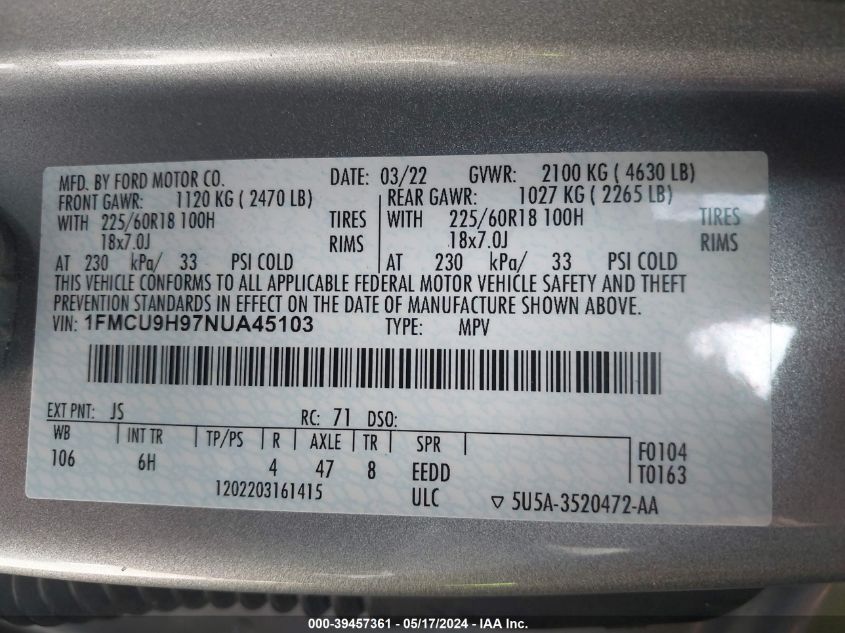 MFD. BY FORD MOTOR CO. DATE: 03/22 GVWR: 2100 KG ( 4630 LB)
FRONT GAWR: 1120 KG ( 2470 LB) REAR GAWR: 1027 KG ( 2265 LB)
WITH 225/60R18 100H TIRES WITH 225/60R18 100H TIRES
18x7.0J RIMS 18x7.0J RIMS
AT 230 kPa/ 33 PSI COLD AT 230 kPa/ 33 PSI COLD
THIS VEHICLE CONFORMS TO ALL APPLICABLE FEDERAL MOTOR VEHICLE SAFETY AND THEFT
PREVENTION STANDARDS IN EFFECT ON THE DATE OF MANUFACTURE SHOWN ABOVE.
VIN: 1FMCU9H97NUA45103 TYPE: MPV
EXT PNT: JS RC: 71 DSO:
WB INT TR TP/PS R AXLE TR SPR F0104
106 6H 4 47 8 EEDD T0163
1202203161415 ULC ▽ 5U5A-3520472-AA
000-39457361 - 05/17/2024 - IAA Inc.